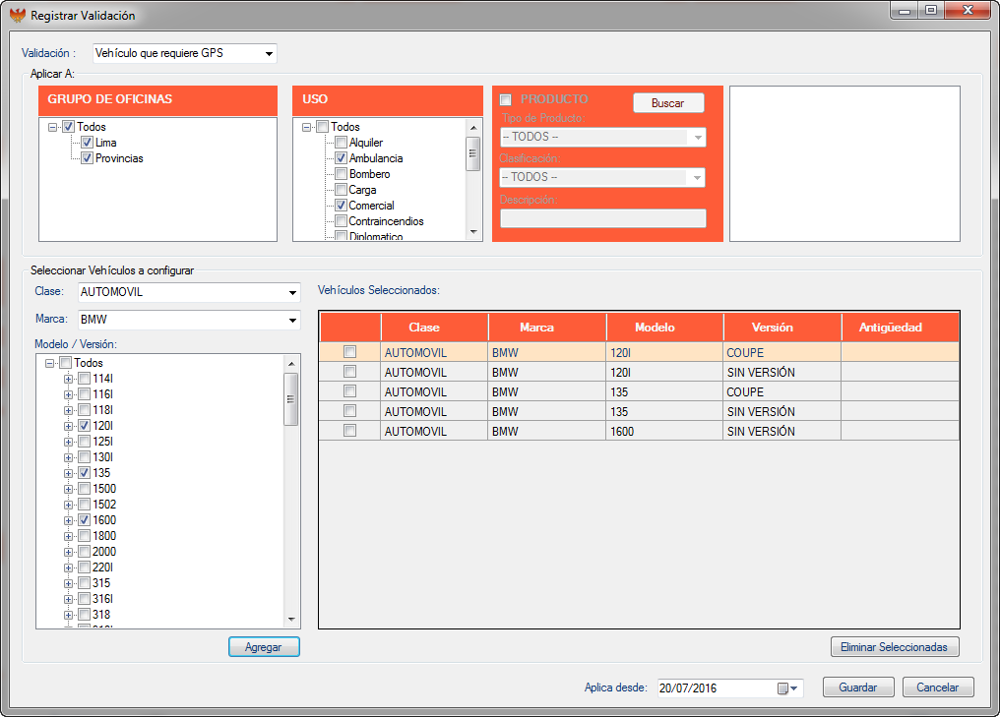 Registrar Validación
Validación :
Vehículo que requiere GPS
Aplicar A:
GRUPO DE OFICINAS
Todos
Lima
Provincias
USO
Todos
Alquiler
Ambulancia
Bombero
Carga
Comercial
Contraincendios
Diplomatico
PRODUCTO
Buscar
Tipo de Producto:
-- TODOS --
Clasificación:
-- TODOS --
Descripción:
Seleccionar Vehículos a configurar
Clase:
AUTOMOVIL
Marca:
BMW
Modelo / Versión:
Todos
114I
116I
118I
120I
125I
130I
135
1500
1502
1600
1800
2000
220I
315
316I
318
Agregar
Vehículos Seleccionados:
Clase Marca Modelo Versión Antigüedad
AUTOMOVIL BMW 120I COUPE
AUTOMOVIL BMW 120I SIN VERSIÓN
AUTOMOVIL BMW 135 COUPE
AUTOMOVIL BMW 135 SIN VERSIÓN
AUTOMOVIL BMW 1600 SIN VERSIÓN
Eliminar Seleccionadas
Aplica desde:
20/07/2016
Guardar
Cancelar